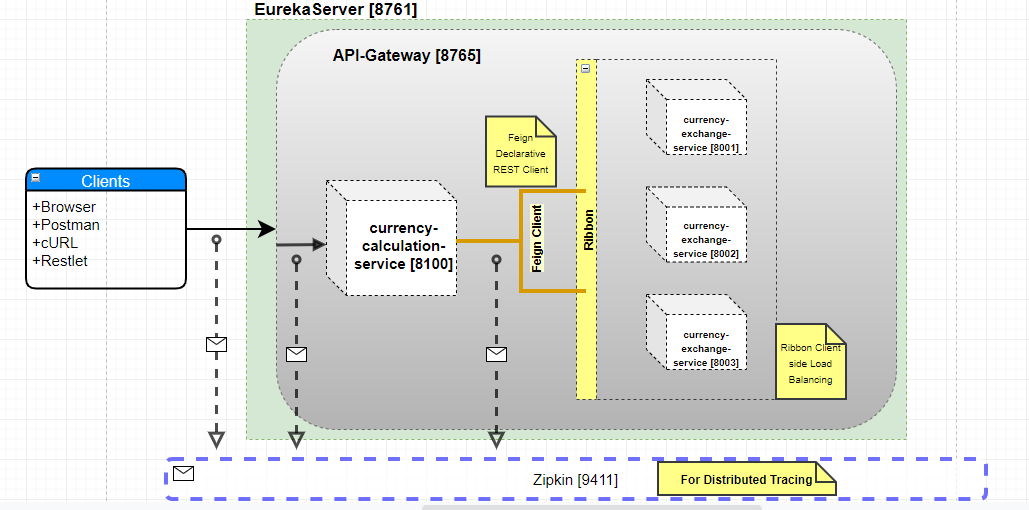 EurekaServer [8761]
API-Gateway [8765]
Clients
+Browser
+Postman
+cURL
+Restlet
currency-
calculation-
service [8100]
Feign
Declarative
REST Client
Feign Client
Ribbon
currency-
exchange-
service [8001]
currency-
exchange-
service [8002]
currency-
exchange-
service [8003]
Ribbon Client
side Load
Balancing
Zipkin [9411]
For Distributed Tracing